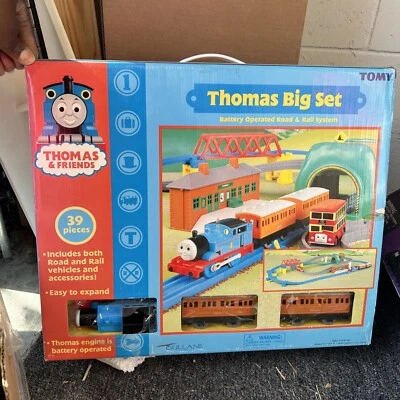 TOMY
Thomas Big Set
Battery Operated Road & Rail System
1
THOMAS
& FRIENDS
39
pieces
• Includes both
Road and Rail
vehicles and
accessories!
• Easy to expand
• Thomas engine is
battery operated
WARNING